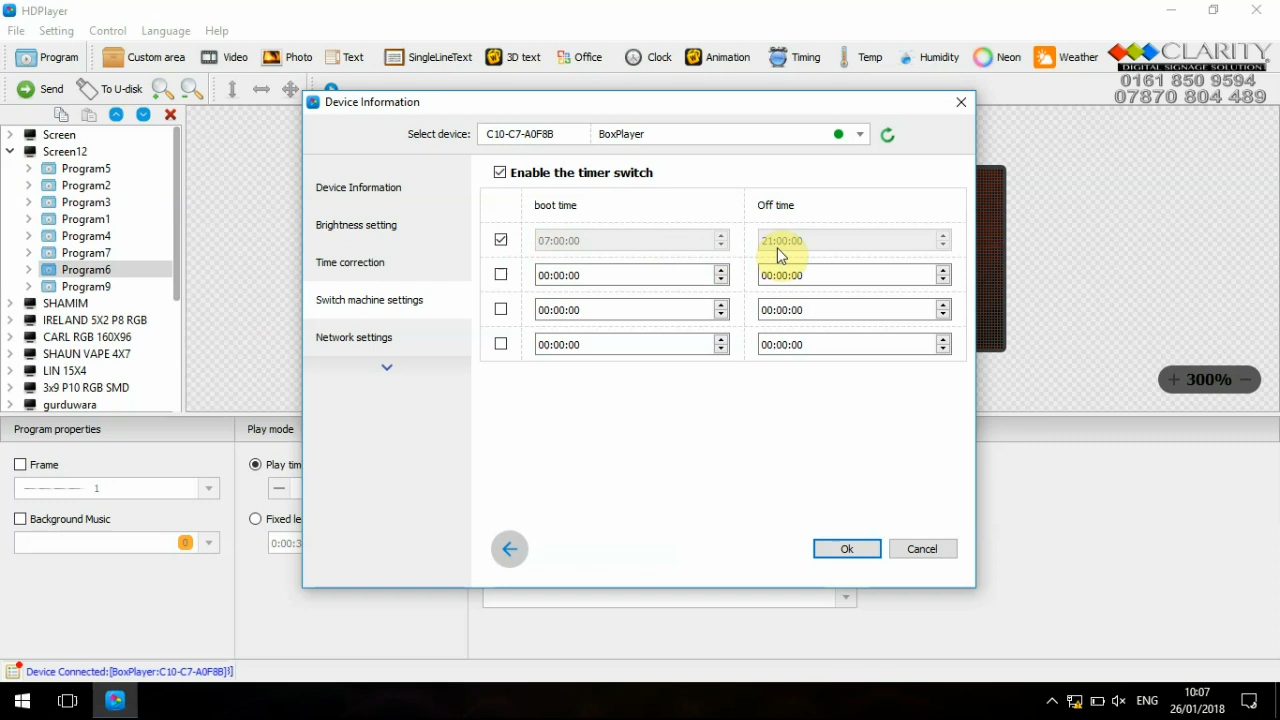 HDPlayer
File Setting Control Language Help
Program Custom area Video Photo Text SingleLineText 3D text Office Clock Animation Timing Temp Humidity Neon Weather
CLARITY
DIGITAL SIGNAGE SOLUTION
0161 850 9594
07870 804 489
Send To U-disk
Device Information
Select device: C10-C7-A0F8B BoxPlayer
Screen
Screen12
Program5
Program2
Program3
Program1
Program4
Program7
Program6
Program9
SHAMIM
IRELAND 5X2 P8 RGB
CARL RGB 160X96
SHAUN VAPE 4X7
LIN 15X4
3x9 P10 RGB SMD
gurduwara
Device Information
Brightness setting
Time correction
Switch machine settings
Network settings
Enable the timer switch
boot time Off time
07:00:00 21:00:00
00:00:00 00:00:00
00:00:00 00:00:00
00:00:00 00:00:00
Ok Cancel
+ 300% −
Program properties
Frame
1
Background Music
0
Play mode
Play tim
Fixed le
0:00:3
Device Connected:[BoxPlayer:C10-C7-A0F8B]}]
ENG
10:07
26/01/2018